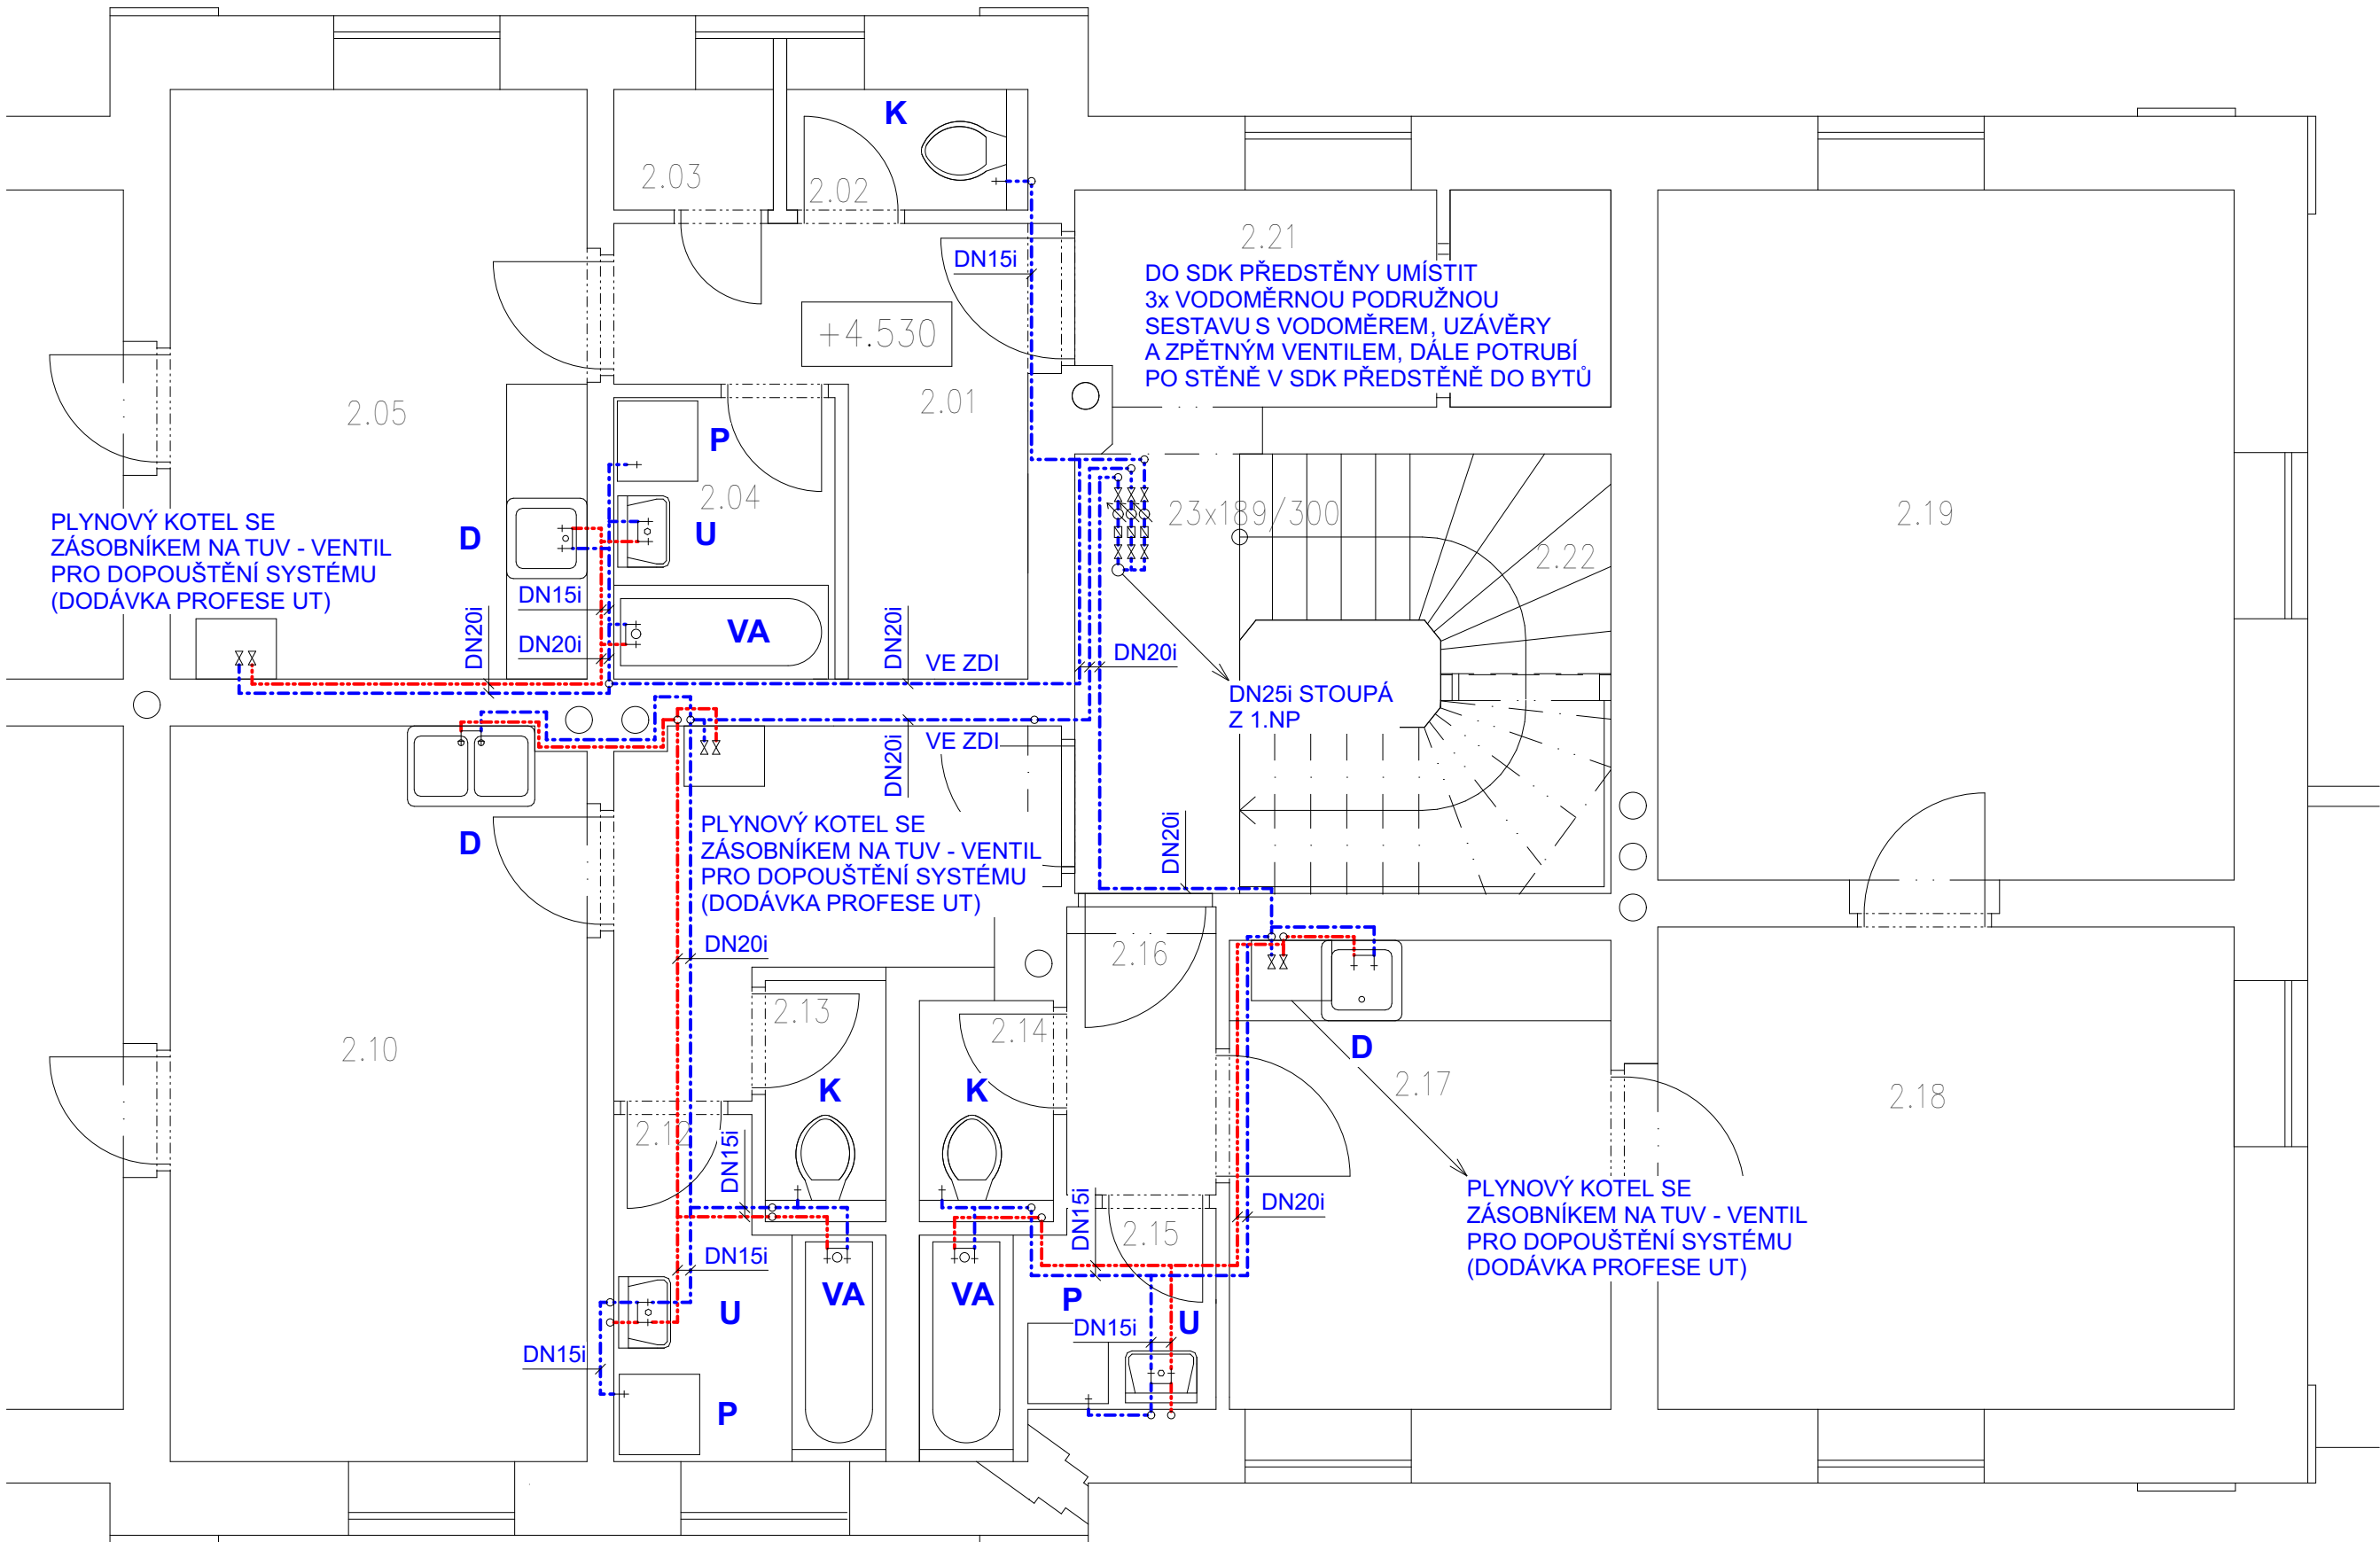 K
2.03
2.02
2.21
DN15i
DO SDK PŘEDSTĚNY UMÍSTIT
3x VODOMĚRNOU PODRUŽNOU
SESTAVU S VODOMĚREM, UZÁVĚRY
A ZPĚTNÝM VENTILEM, DÁLE POTRUBÍ
PO STĚNĚ V SDK PŘEDSTĚNĚ DO BYTŮ
+4.530
2.05
2.01
P
2.04
23x189/300
2.19
PLYNOVÝ KOTEL SE
ZÁSOBNÍKEM NA TUV - VENTIL
PRO DOPOUŠTĚNÍ SYSTÉMU
(DODÁVKA PROFESE UT)
D
U
2.22
DN15i
DN20i
DN20i
VA
DN20i
VE ZDI
DN20i
DN25i STOUPÁ
Z 1.NP
VE ZDI
DN20i
D
PLYNOVÝ KOTEL SE
ZÁSOBNÍKEM NA TUV - VENTIL
PRO DOPOUŠTĚNÍ SYSTÉMU
(DODÁVKA PROFESE UT)
DN20i
DN20i
2.16
2.13
2.14
2.10
D
2.17
2.18
K
K
2.12
DN15i
DN15i
DN20i
PLYNOVÝ KOTEL SE
ZÁSOBNÍKEM NA TUV - VENTIL
PRO DOPOUŠTĚNÍ SYSTÉMU
(DODÁVKA PROFESE UT)
2.15
DN15i
VA
VA
P
U
U
DN15i
DN15i
P